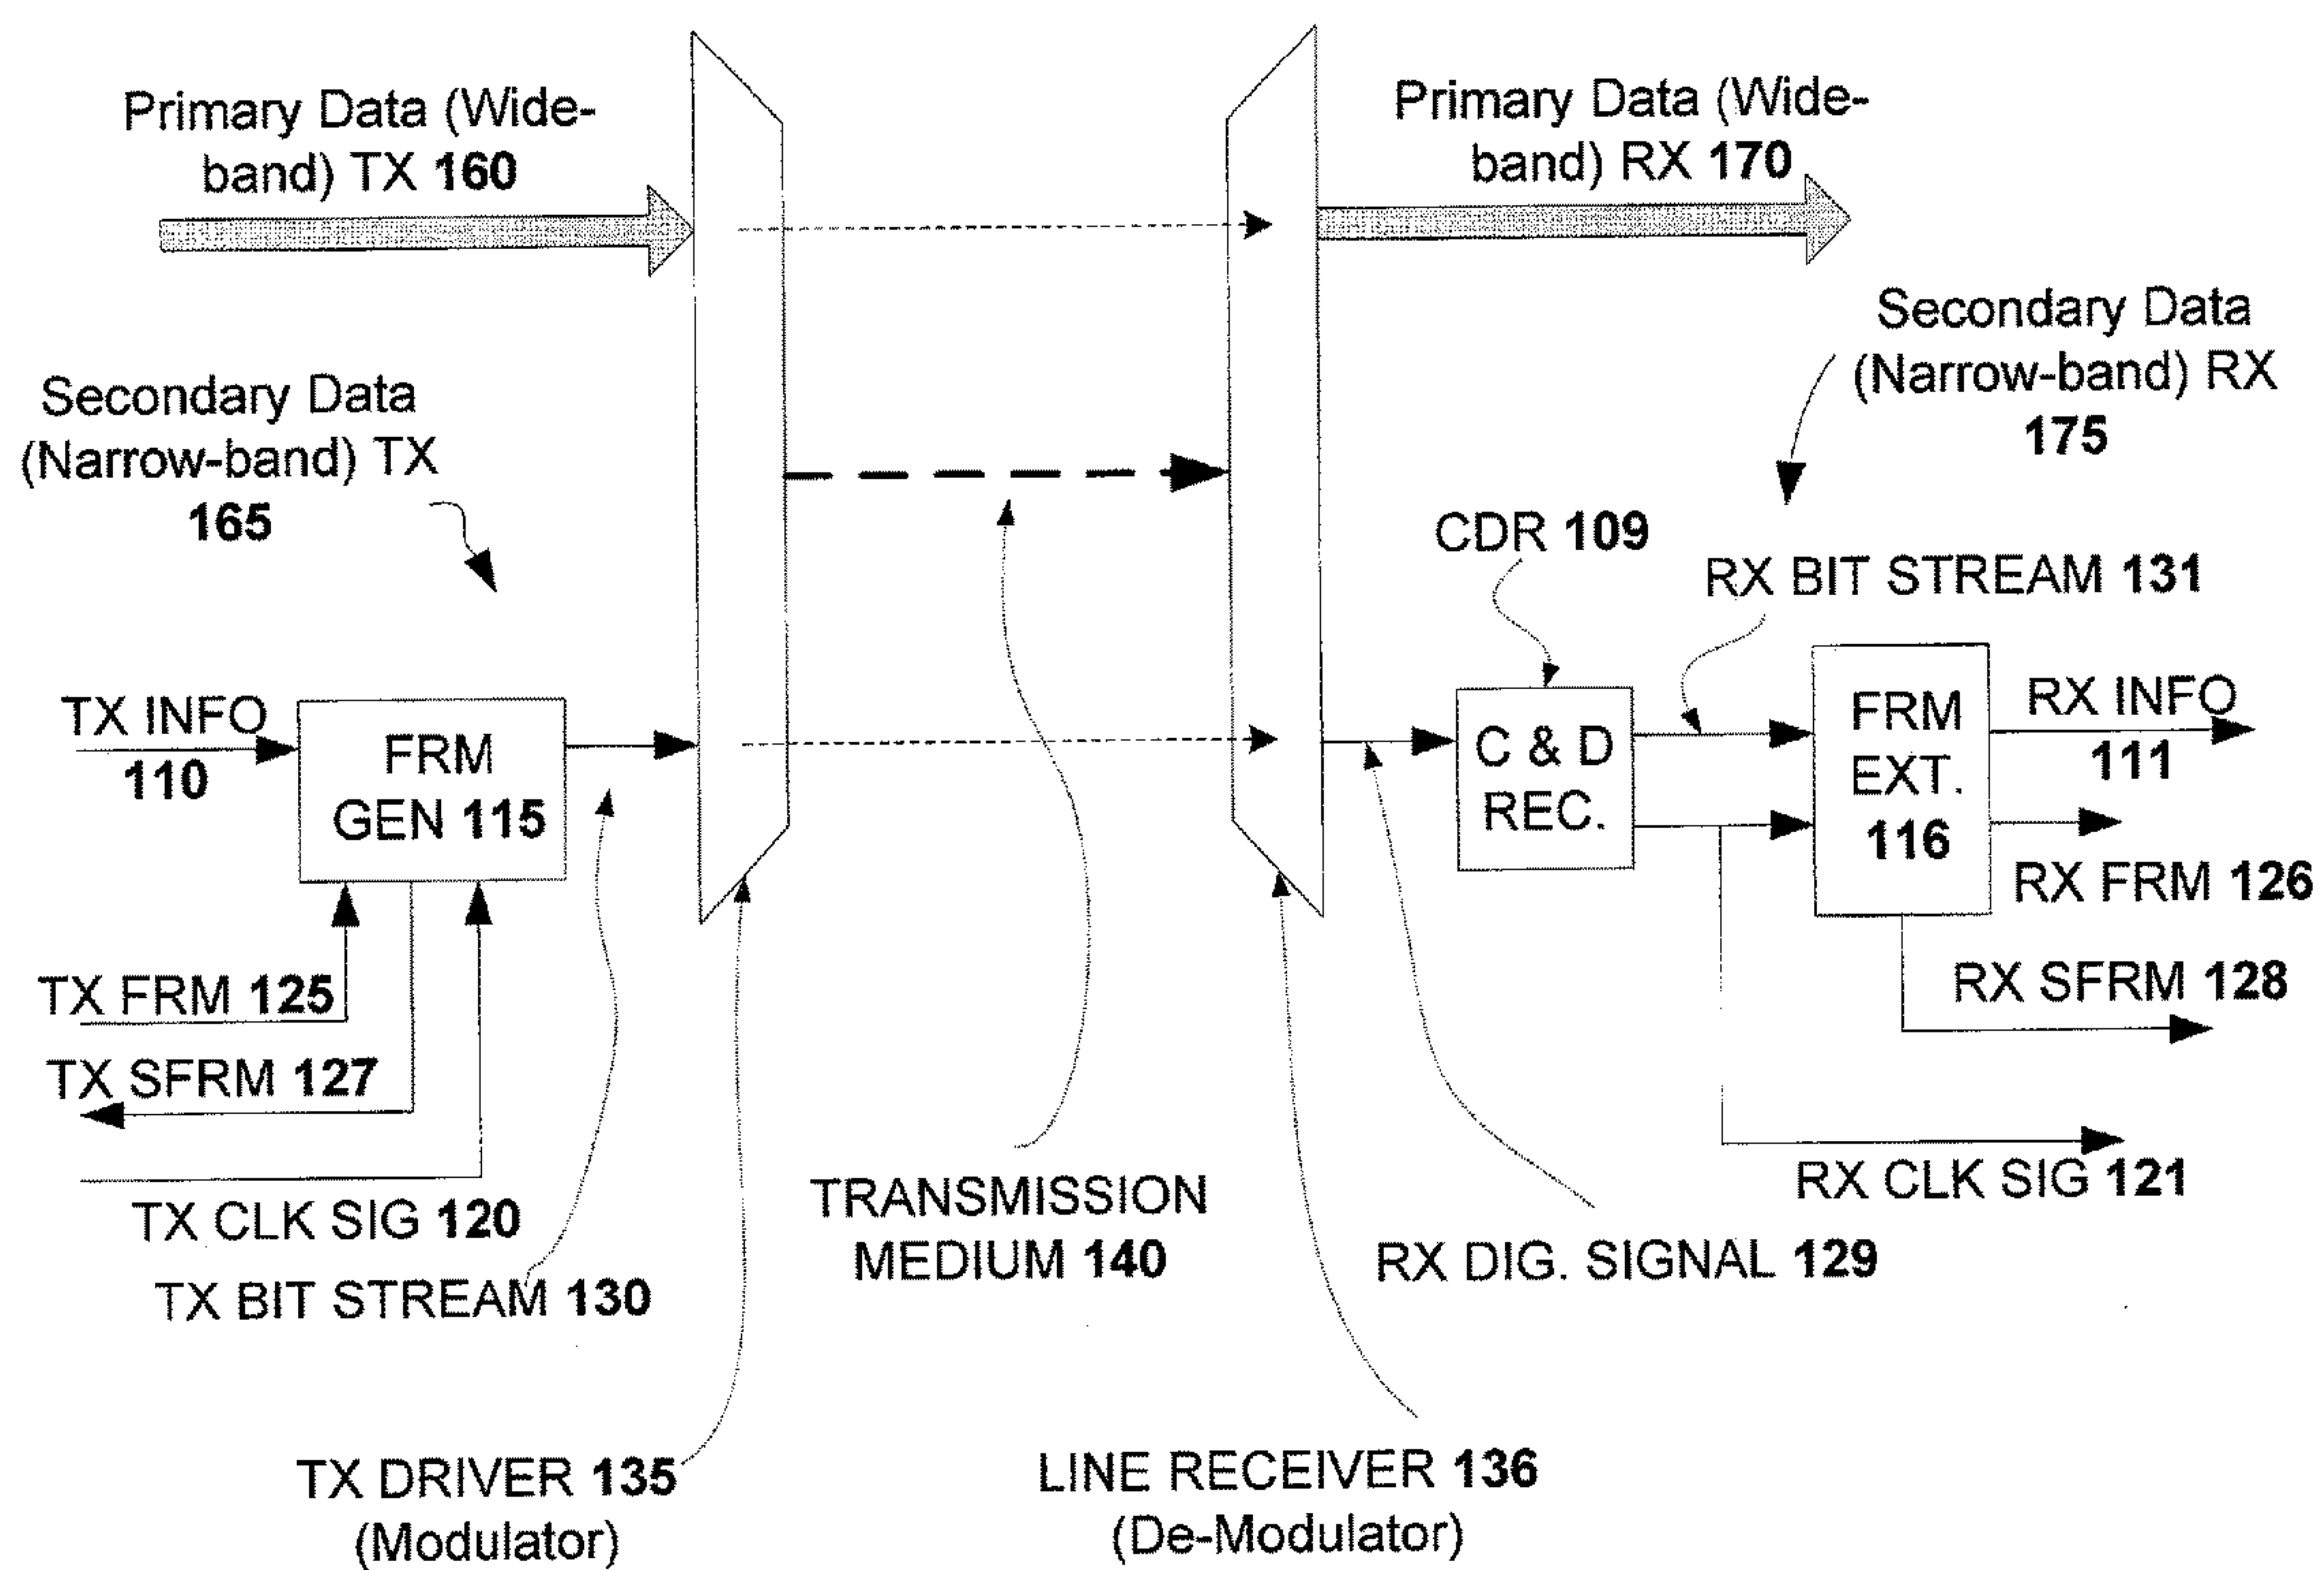 Primary Data (Wide-
band) TX 160
Primary Data (Wide-
band) RX 170
Secondary Data
(Narrow-band) TX
165
Secondary Data
(Narrow-band) RX
175
CDR 109
RX BIT STREAM 131
TX INFO
110
FRM
GEN 115
C & D
REC.
FRM
EXT.
116
RX INFO
111
RX FRM 126
TX FRM 125
RX SFRM 128
TX SFRM 127
TX CLK SIG 120
TRANSMISSION
MEDIUM 140
RX CLK SIG 121
RX DIG. SIGNAL 129
TX BIT STREAM 130
TX DRIVER 135
(Modulator)
LINE RECEIVER 136
(De-Modulator)